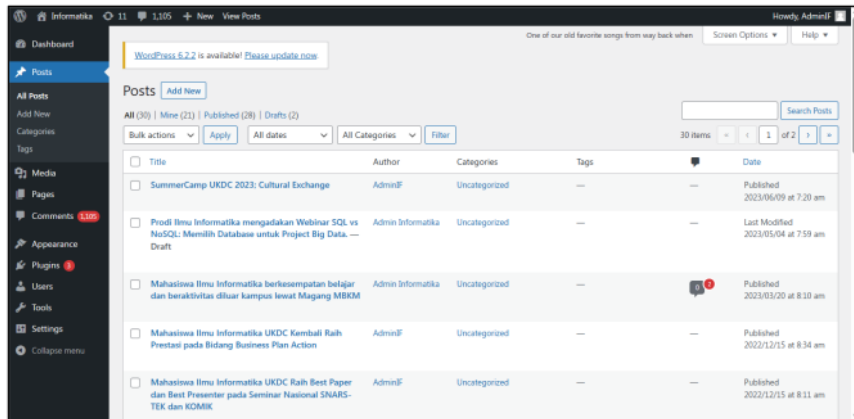 Informatika 11 1,105 + New View Posts Howdy, AdminIF
Dashboard
Posts
All Posts
Add New
Categories
Tags
Media
Pages
Comments 1,105
Appearance
Plugins 3
Users
Tools
Settings
Collapse menu
One of our old favorite songs from way back when Screen Options ▼ Help ▼
WordPress 6.2.2 is available! Please update now.
Posts Add New
All (30) | Mine (21) | Published (28) | Drafts (2)
Search Posts
Bulk actions Apply All dates All Categories Filter
30 items « ‹ 1 of 2 › »
Title Author Categories Tags Date
SummerCamp UKDC 2023: Cultural Exchange AdminIF Uncategorized — — Published
2023/06/09 at 7:20 am
Prodi Ilmu Informatika mengadakan Webinar SQL vs Admin Informatika Uncategorized — — Last Modified
NoSQL: Memilih Database untuk Project Big Data. — 2023/05/04 at 7:59 am
Draft
Mahasiswa Ilmu Informatika berkesempatan belajar Admin Informatika Uncategorized — 0 2 Published
dan beraktivitas diluar kampus lewat Magang MBKM 2023/03/20 at 8:10 am
Mahasiswa Ilmu Informatika UKDC Kembali Raih AdminIF Uncategorized — — Published
Prestasi pada Bidang Business Plan Action 2022/12/15 at 8:34 am
Mahasiswa Ilmu Informatika UKDC Raih Best Paper AdminIF Uncategorized — — Published
dan Best Presenter pada Seminar Nasional SNARS- 2022/12/15 at 8:11 am
TEK dan KOMIK